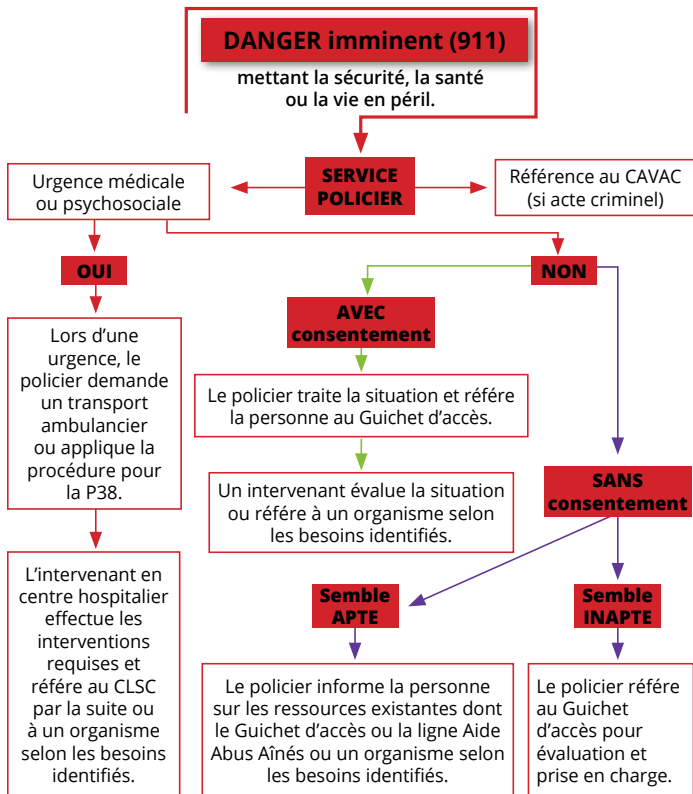 DANGER imminent (911)
mettant la sécurité, la santé
ou la vie en péril.
SERVICE
POLICIER
Urgence médicale
ou psychosociale
Référence au CAVAC
(si acte criminel)
OUI
NON
Lors d'une
urgence, le
policier demande
un transport
ambulancier
ou applique la
procédure pour
la P38.
L'intervenant en
centre hospitalier
effectue les
interventions
requises et
référe au CLSC
par la suite ou
à un organisme
selon les besoins
identifiés.
AVEC
consentement
Le policier traite la situation et référe
la personne au Guichet d'accès.
Un intervenant évalue la situation
ou référe à un organisme selon
les besoins identifiés.
SANS
consentement
Semble
APTE
Le policier informe la personne
sur les ressources existantes dont
le Guichet d'accès ou la ligne Aide
Abus Aînés ou un organisme selon
les besoins identifiés.
Semble
INAPTE
Le policier référe
au Guichet
d'accès pour
évaluation et
prise en charge.